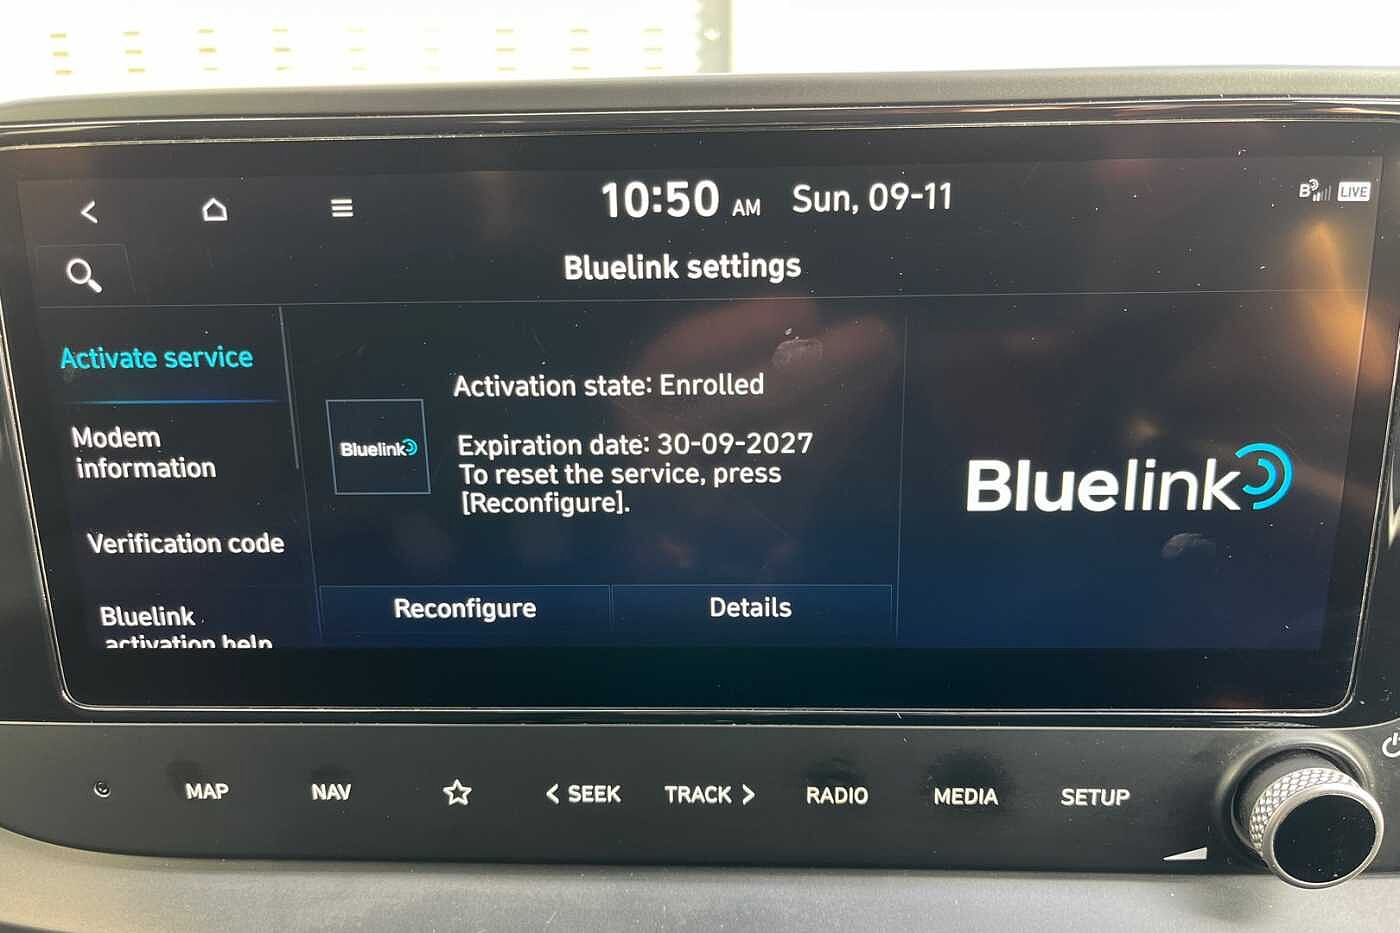 10:50 AM Sun, 09-11
B LIVE
Bluelink settings
Activate service
Modem
information
Verification code
Bluelink
activation help
Bluelink
Activation state: Enrolled
Expiration date: 30-09-2027
To reset the service, press
[Reconfigure].
Reconfigure
Details
Bluelink
MAP
NAV
< SEEK
TRACK >
RADIO
MEDIA
SETUP